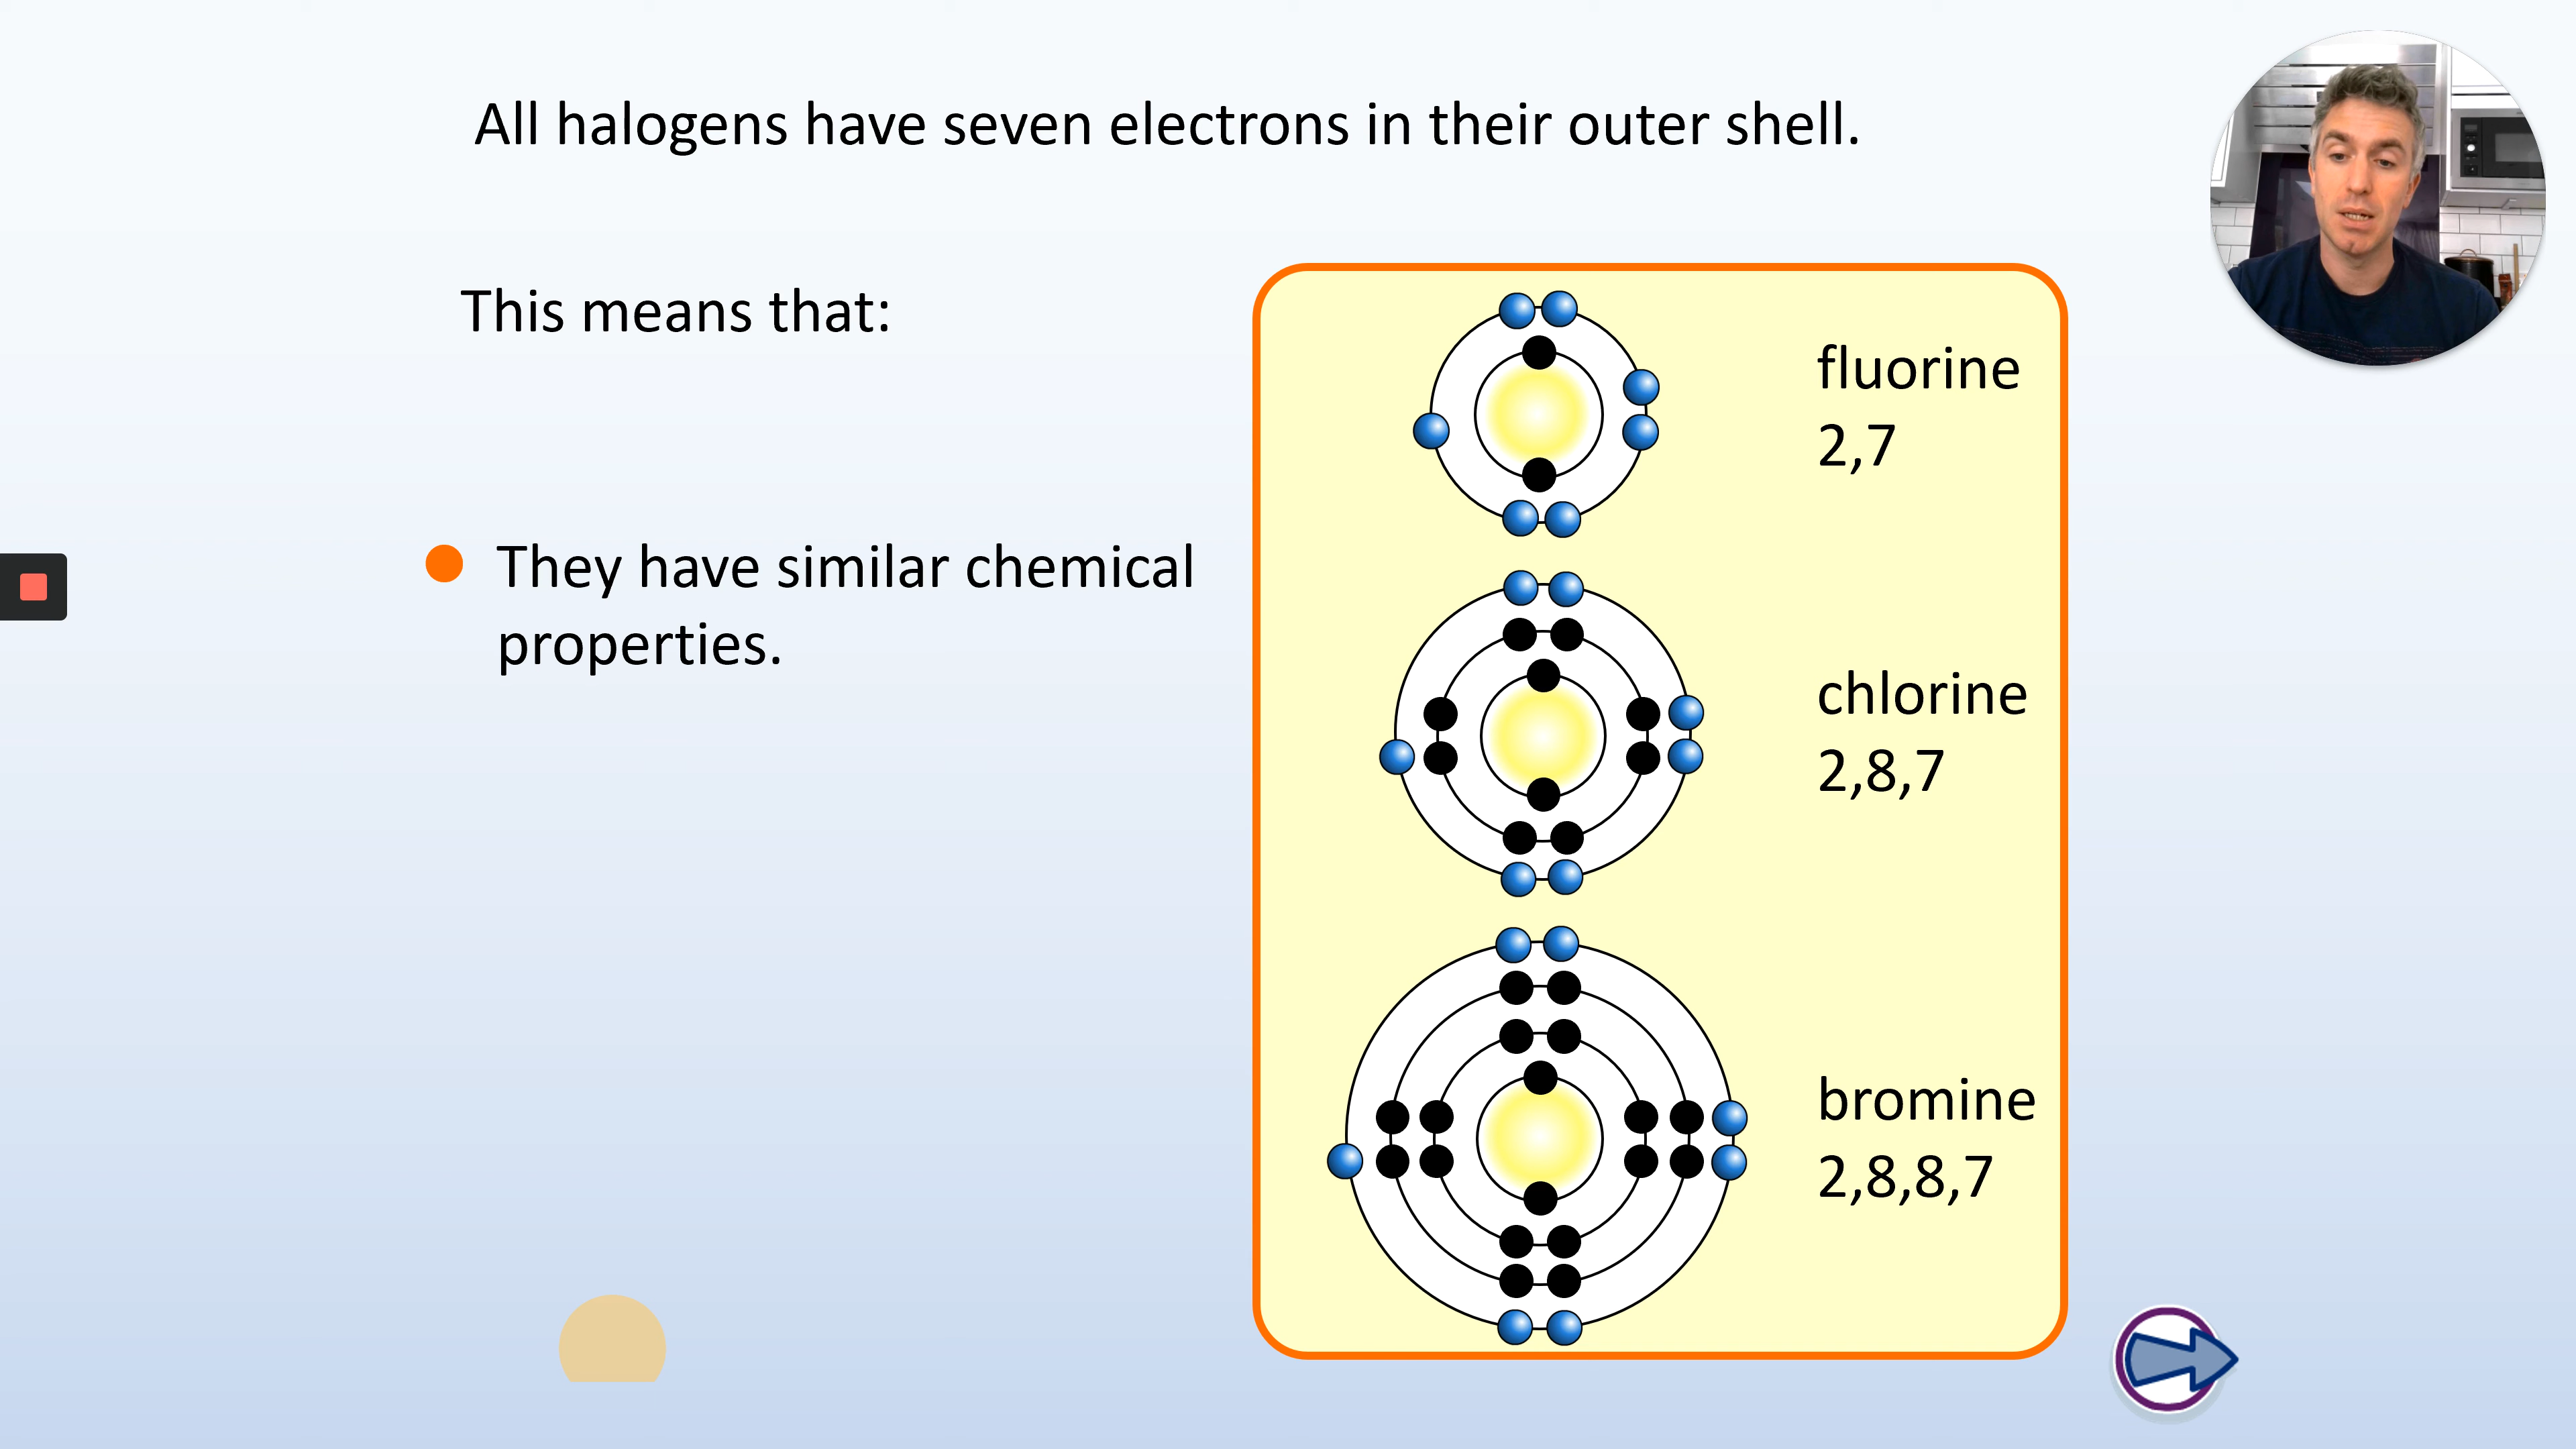 All halogens have seven electrons in their outer shell.
This means that:
They have similar chemical
properties.
fluorine
2,7
chlorine
2,8,7
bromine
2,8,8,7